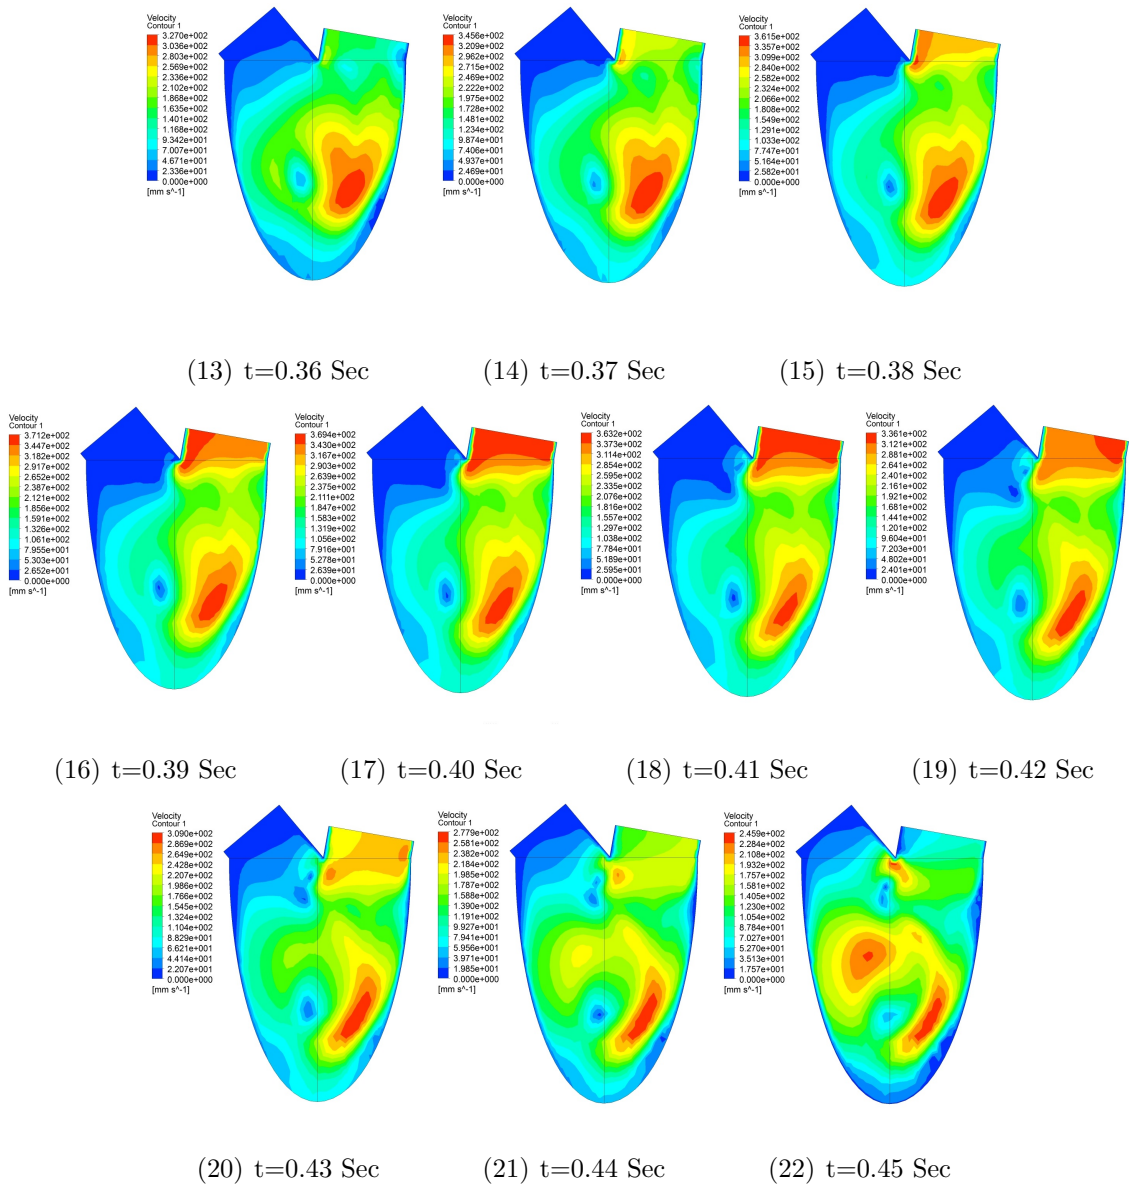 Velocity
Contour 1
3.270e+002
3.036e+002
2.803e+002
2.569e+002
2.336e+002
2.102e+002
1.868e+002
1.635e+002
1.401e+002
1.168e+002
9.342e+001
7.007e+001
4.671e+001
2.336e+001
0.000e+000
[mm s^-1]
Velocity
Contour 1
3.456e+002
3.209e+002
2.962e+002
2.715e+002
2.469e+002
2.222e+002
1.975e+002
1.728e+002
1.481e+002
1.234e+002
9.874e+001
7.406e+001
4.937e+001
2.469e+001
0.000e+000
[mm s^-1]
Velocity
Contour 1
3.615e+002
3.357e+002
3.099e+002
2.840e+002
2.582e+002
2.324e+002
2.066e+002
1.808e+002
1.549e+002
1.291e+002
1.033e+002
7.747e+001
5.164e+001
2.582e+001
0.000e+000
[mm s^-1]
(13) t=0.36 Sec
(14) t=0.37 Sec
(15) t=0.38 Sec
Velocity
Contour 1
3.712e+002
3.447e+002
3.182e+002
2.917e+002
2.652e+002
2.387e+002
2.121e+002
1.856e+002
1.591e+002
1.326e+002
1.061e+002
7.955e+001
5.303e+001
2.652e+001
0.000e+000
[mm s^-1]
Velocity
Contour 1
3.694e+002
3.430e+002
3.167e+002
2.903e+002
2.639e+002
2.375e+002
2.111e+002
1.847e+002
1.583e+002
1.319e+002
1.056e+002
7.916e+001
5.278e+001
2.639e+001
0.000e+000
[mm s^-1]
Velocity
Contour 1
3.632e+002
3.373e+002
3.114e+002
2.854e+002
2.595e+002
2.335e+002
2.076e+002
1.816e+002
1.557e+002
1.297e+002
1.038e+002
7.784e+001
5.189e+001
2.595e+001
0.000e+000
[mm s^-1]
Velocity
Contour 1
3.361e+002
3.121e+002
2.881e+002
2.641e+002
2.401e+002
2.161e+002
1.921e+002
1.681e+002
1.441e+002
1.201e+002
9.604e+001
7.203e+001
4.802e+001
2.401e+001
0.000e+000
[mm s^-1]
(16) t=0.39 Sec
(17) t=0.40 Sec
(18) t=0.41 Sec
(19) t=0.42 Sec
Velocity
Contour 1
3.090e+002
2.869e+002
2.649e+002
2.428e+002
2.207e+002
1.986e+002
1.766e+002
1.545e+002
1.324e+002
1.104e+002
8.829e+001
6.621e+001
4.414e+001
2.207e+001
0.000e+000
[mm s^-1]
Velocity
Contour 1
2.779e+002
2.581e+002
2.382e+002
2.184e+002
1.985e+002
1.787e+002
1.588e+002
1.390e+002
1.191e+002
9.927e+001
7.941e+001
5.956e+001
3.971e+001
1.985e+001
0.000e+000
[mm s^-1]
Velocity
Contour 1
2.459e+002
2.284e+002
2.108e+002
1.932e+002
1.757e+002
1.581e+002
1.405e+002
1.230e+002
1.054e+002
8.784e+001
7.027e+001
5.270e+001
3.513e+001
1.757e+001
0.000e+000
[mm s^-1]
(20) t=0.43 Sec
(21) t=0.44 Sec
(22) t=0.45 Sec